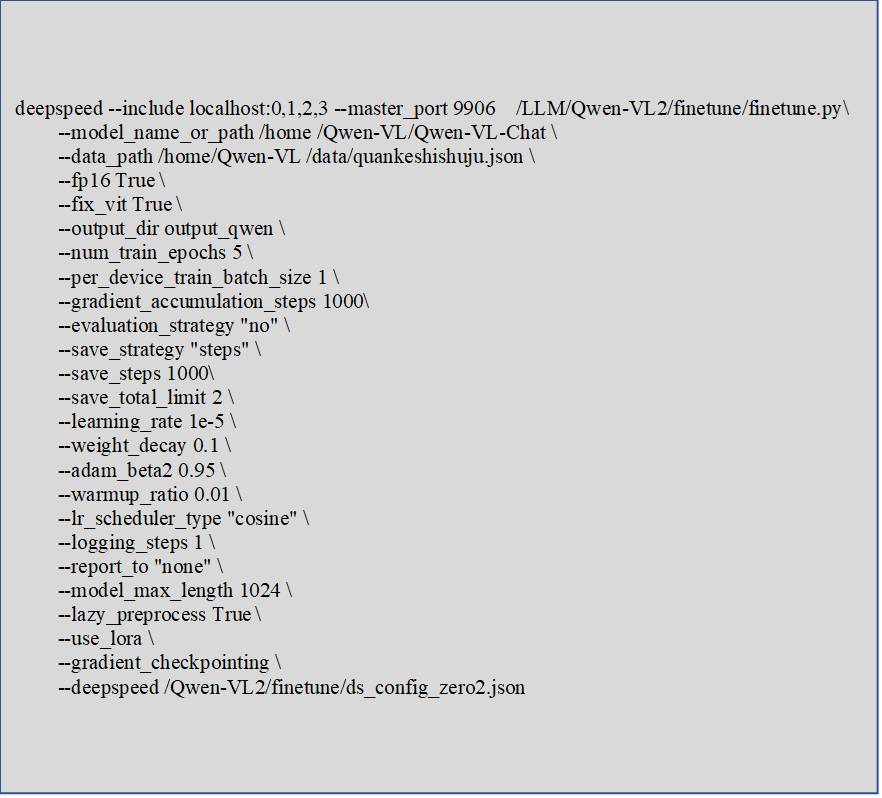 deepspeed --include localhost:0,1,2,3 --master_port 9906 /LLM/Qwen-VL2/finetune/finetune.py\
--model_name_or_path /home /Qwen-VL/Qwen-VL-Chat \
--data_path /home/Qwen-VL /data/quankeshishuju.json \
--fp16 True \
--fix_vit True \
--output_dir output_qwen \
--num_train_epochs 5 \
--per_device_train_batch_size 1 \
--gradient_accumulation_steps 1000\
--evaluation_strategy "no" \
--save_strategy "steps" \
--save_steps 1000\
--save_total_limit 2 \
--learning_rate 1e-5 \
--weight_decay 0.1 \
--adam_beta2 0.95 \
--warmup_ratio 0.01 \
--lr_scheduler_type "cosine" \
--logging_steps 1 \
--report_to "none" \
--model_max_length 1024 \
--lazy_preprocess True \
--use_lora \
--gradient_checkpointing \
--deepspeed /Qwen-VL2/finetune/ds_config_zero2.json